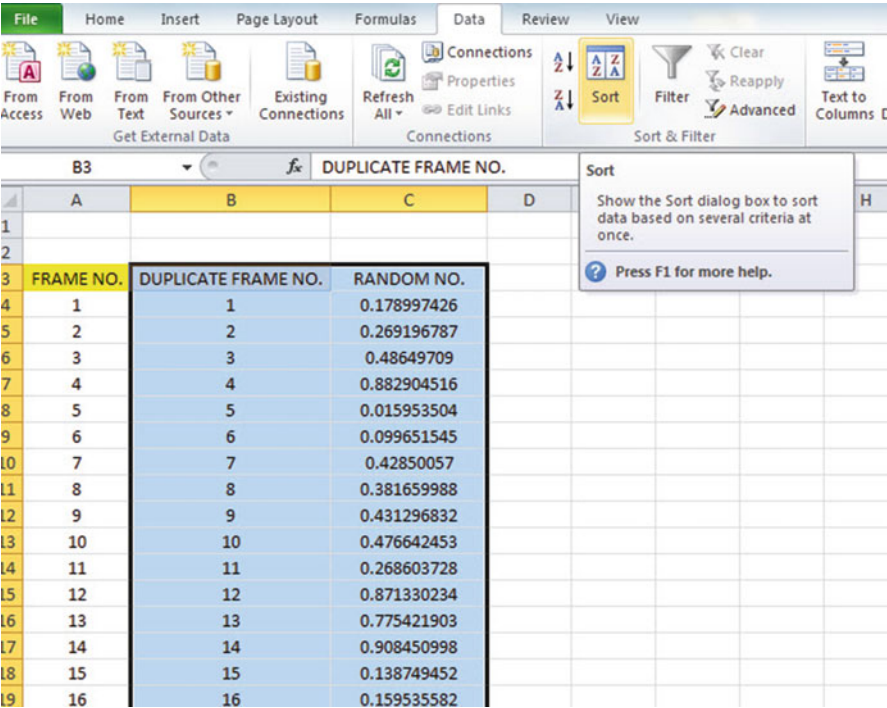 File Home Insert Page Layout Formulas Data Review View
From Access
From Web
From Text
From Other Sources
Existing Connections
Get External Data
Refresh All
Connections
Properties
Edit Links
Connections
Sort
Filter
Clear
Reapply
Advanced
Sort & Filter
Text to Columns
B3 fx DUPLICATE FRAME NO.
Sort
Show the Sort dialog box to sort
data based on several criteria at
once.
Press F1 for more help.
A B C D H
1
2
3 FRAME NO. DUPLICATE FRAME NO. RANDOM NO.
4 1 1 0.178997426
5 2 2 0.269196787
6 3 3 0.48649709
7 4 4 0.882904516
8 5 5 0.015953504
9 6 6 0.099651545
10 7 7 0.42850057
11 8 8 0.381659988
12 9 9 0.431296832
13 10 10 0.476642453
14 11 11 0.268603728
15 12 12 0.871330234
16 13 13 0.775421903
17 14 14 0.908450998
18 15 15 0.138749452
19 16 16 0.159535582